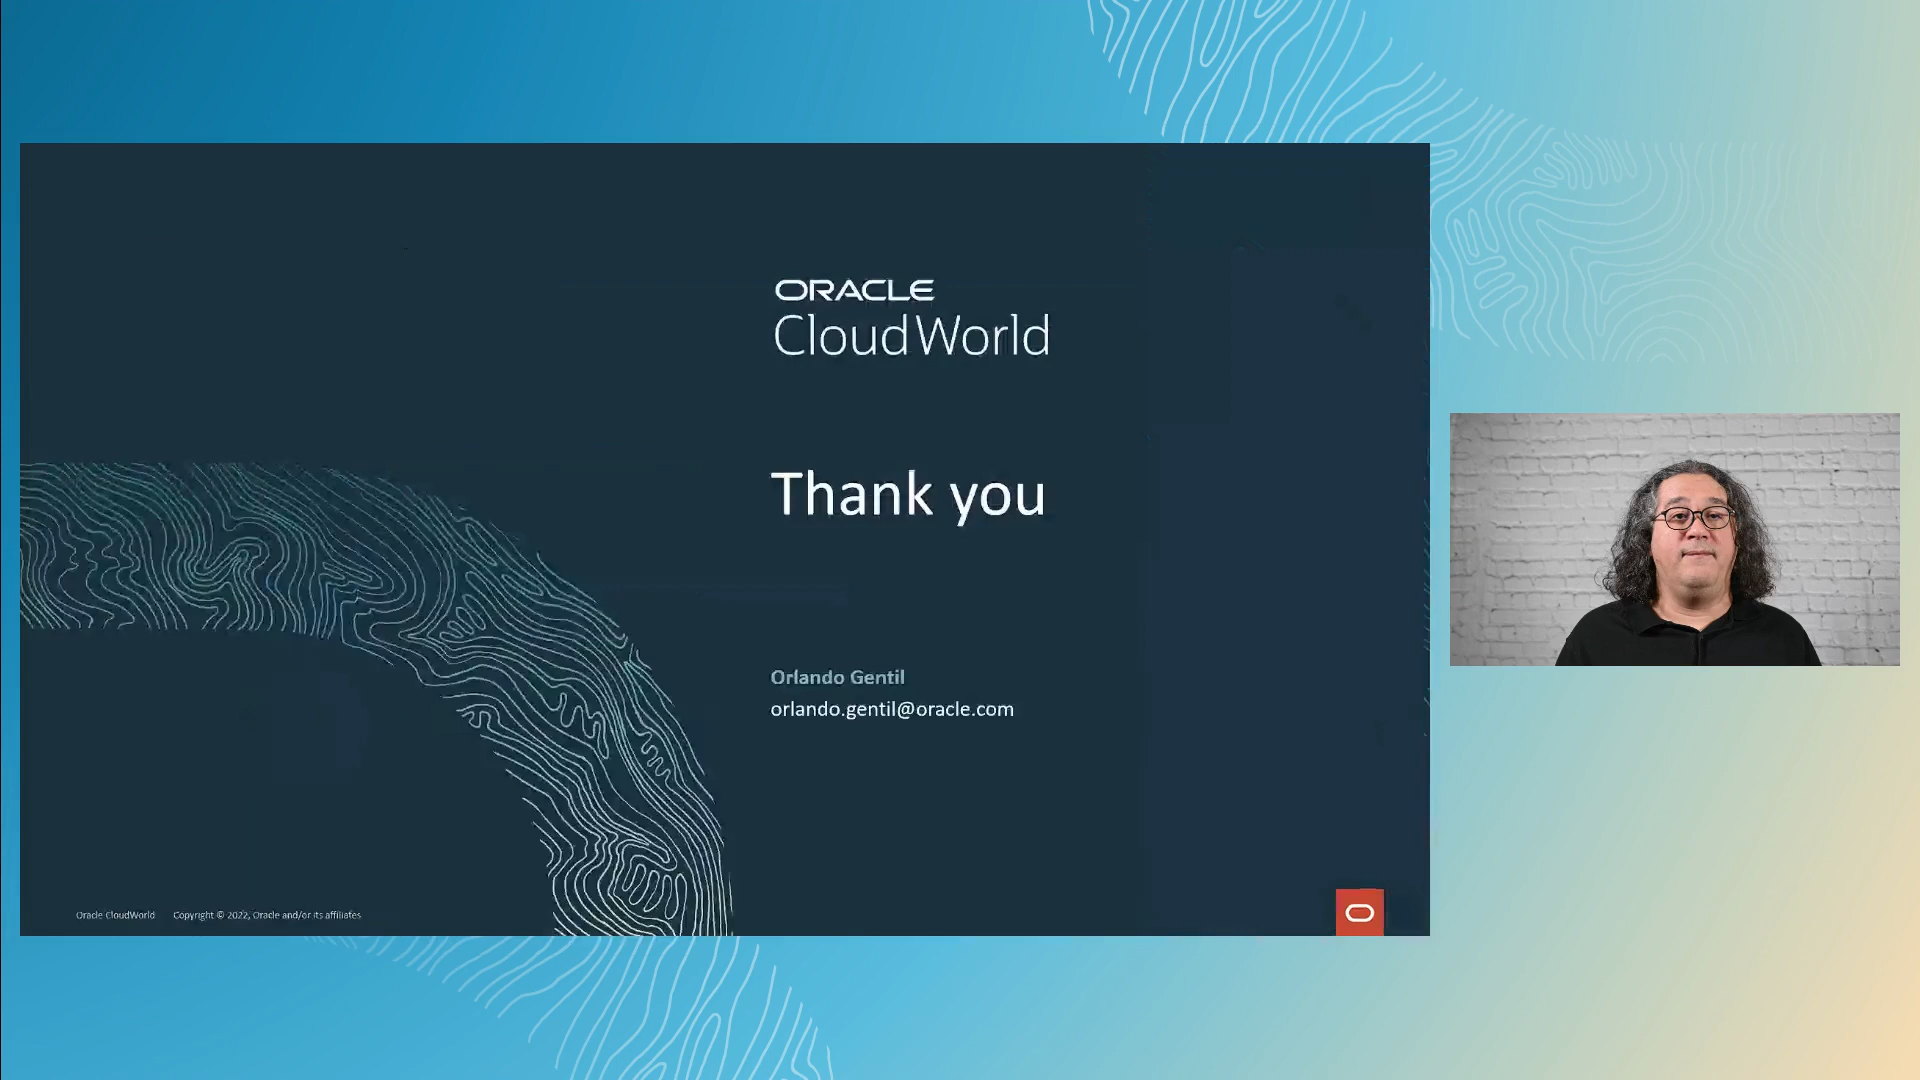 ORACLE
CloudWorld
Thank you
Orlando Gentil
orlando.gentil@oracle.com
Oracle CloudWorld Copyright © 2022, Oracle and/or its affiliates